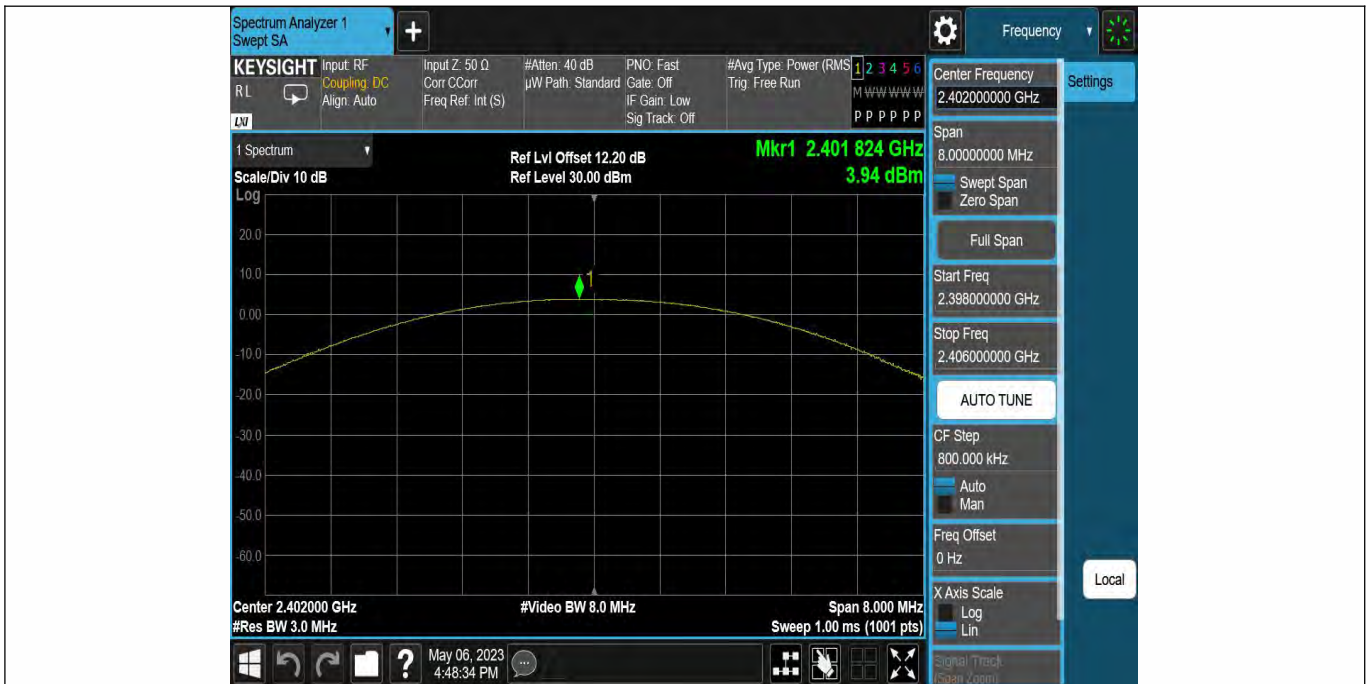 Spectrum Analyzer 1
Swept SA
+
Frequency
KEYSIGHT
RL
LXI
Input: RF
Coupling: DC
Align: Auto
Input Z: 50 Ω
Corr CCorr
Freq Ref: Int (S)
#Atten: 40 dB
µW Path: Standard
PNO: Fast
Gate: Off
IF Gain: Low
Sig Track: Off
#Avg Type: Power (RMS
Trig: Free Run
1 2 3 4 5 6
M W W W W W
P P P P P P
Center Frequency
2.402000000 GHz
Settings
Span
8.00000000 MHz
Swept Span
Zero Span
Full Span
Start Freq
2.398000000 GHz
Stop Freq
2.406000000 GHz
AUTO TUNE
CF Step
800.000 kHz
Auto
Man
Freq Offset
0 Hz
X Axis Scale
Log
Lin
Signal Track
(Span Zoom)
Local
1 Spectrum
Scale/Div 10 dB
Ref Lvl Offset 12.20 dB
Ref Level 30.00 dBm
Mkr1 2.401 824 GHz
3.94 dBm
Log
20.0
10.0
0.00
-10.0
-20.0
-30.0
-40.0
-50.0
-60.0
1
Center 2.402000 GHz
#Res BW 3.0 MHz
#Video BW 8.0 MHz
Span 8.000 MHz
Sweep 1.00 ms (1001 pts)
?
May 06, 2023
4:48:34 PM